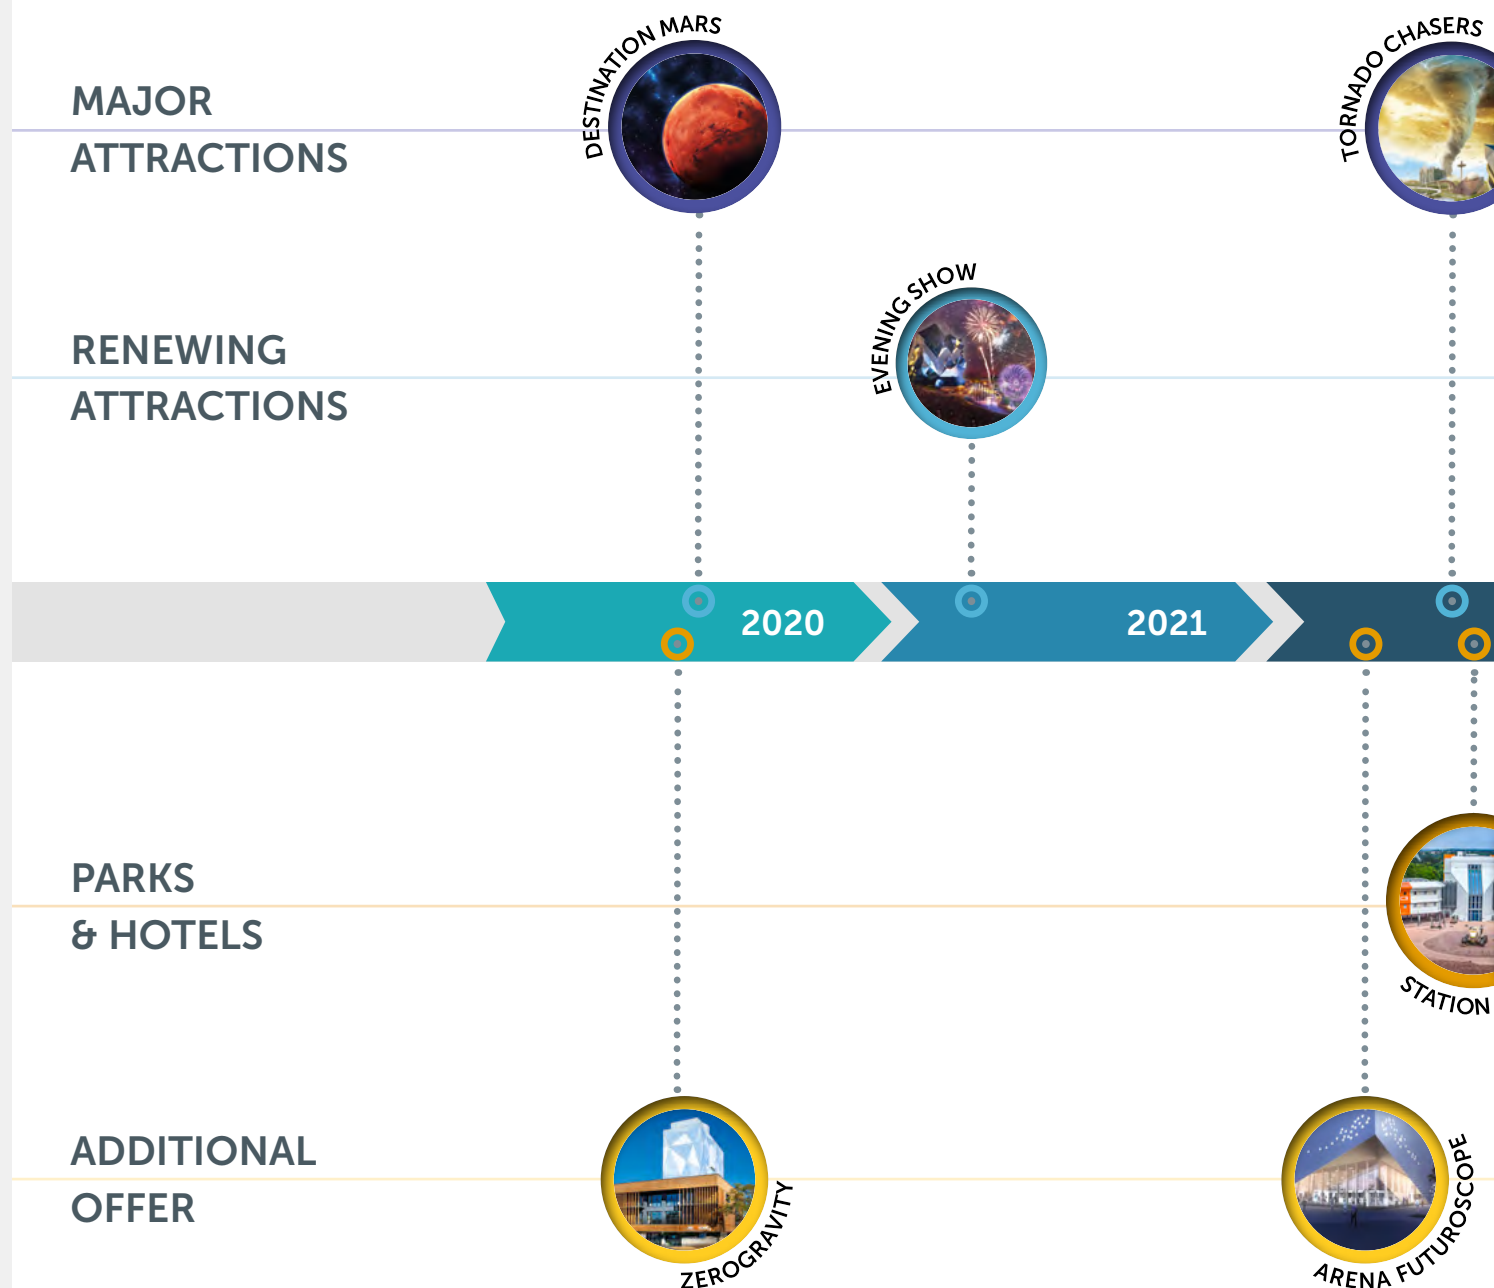 DESTINATION MARS
TORNADO CHASERS
MAJOR
ATTRACTIONS
EVENING SHOW
RENEWING
ATTRACTIONS
2020
2021
PARKS
& HOTELS
STATION
ADDITIONAL
OFFER
ZEROGRAVITY
ARENA FUTUROSCOPE